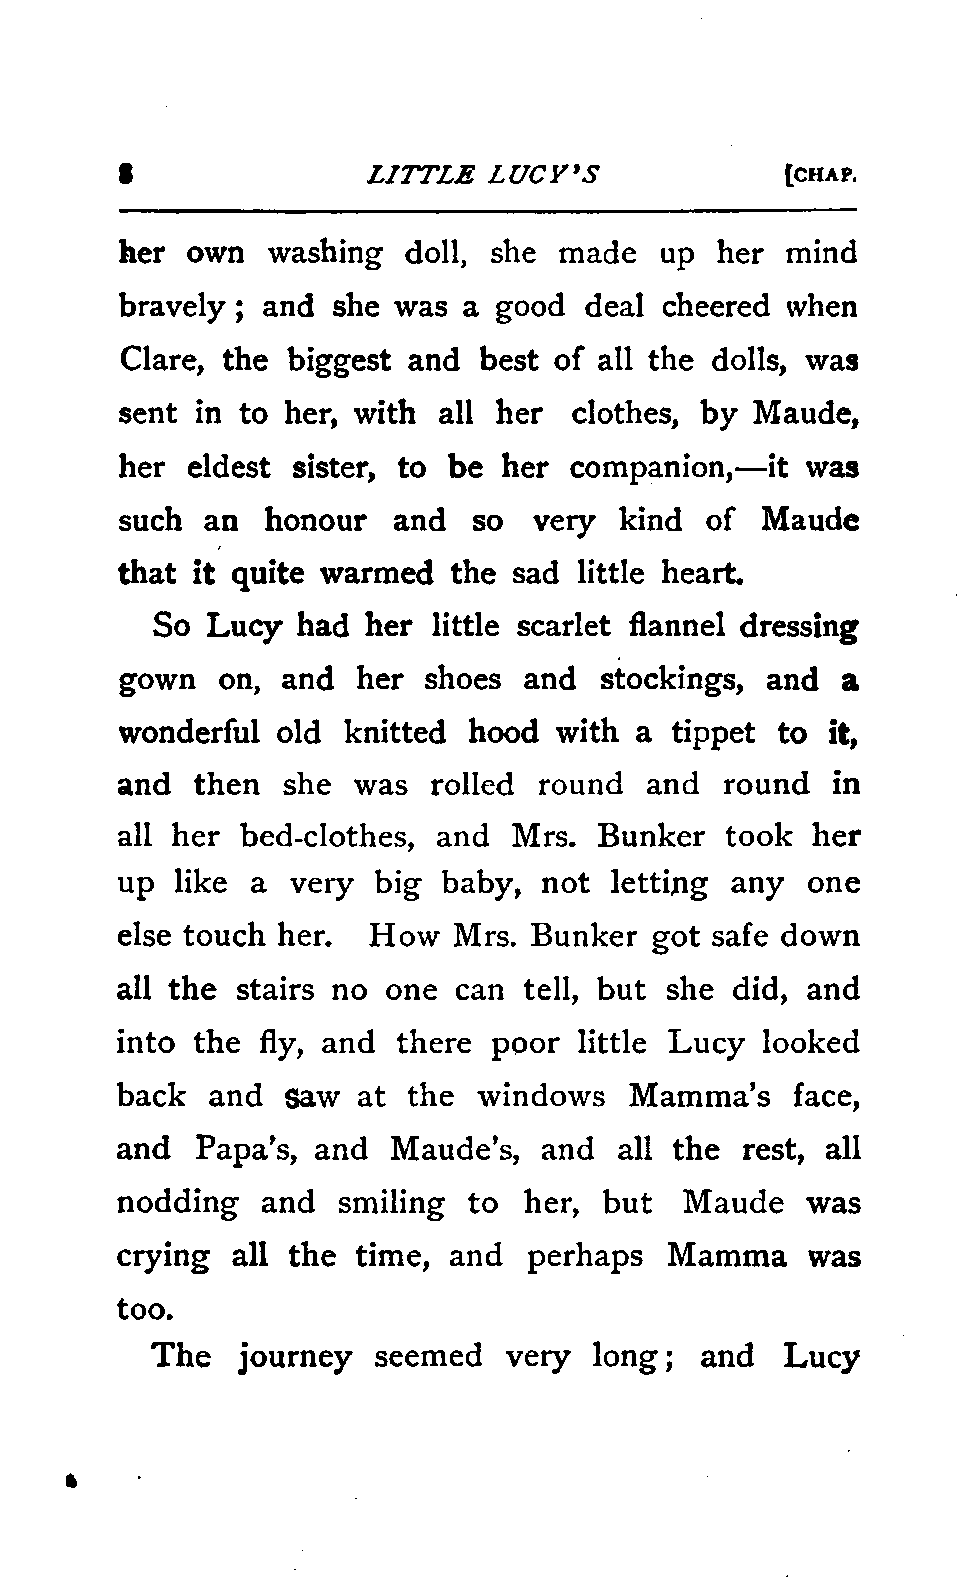 8 LITTLE LUCY'S [CHAP.
her own washing doll, she made up her mind
bravely ; and she was a good deal cheered when
Clare, the biggest and best of all the dolls, was
sent in to her, with all her clothes, by Maude,
her eldest sister, to be her companion,—it was
such an honour and so very kind of Maude
that it quite warmed the sad little heart.
So Lucy had her little scarlet flannel dressing
gown on, and her shoes and stockings, and a
wonderful old knitted hood with a tippet to it,
and then she was rolled round and round in
all her bed-clothes, and Mrs. Bunker took her
up like a very big baby, not letting any one
else touch her. How Mrs. Bunker got safe down
all the stairs no one can tell, but she did, and
into the fly, and there poor little Lucy looked
back and saw at the windows Mamma's face,
and Papa's, and Maude's, and all the rest, all
nodding and smiling to her, but Maude was
crying all the time, and perhaps Mamma was
too.
The journey seemed very long ; and Lucy